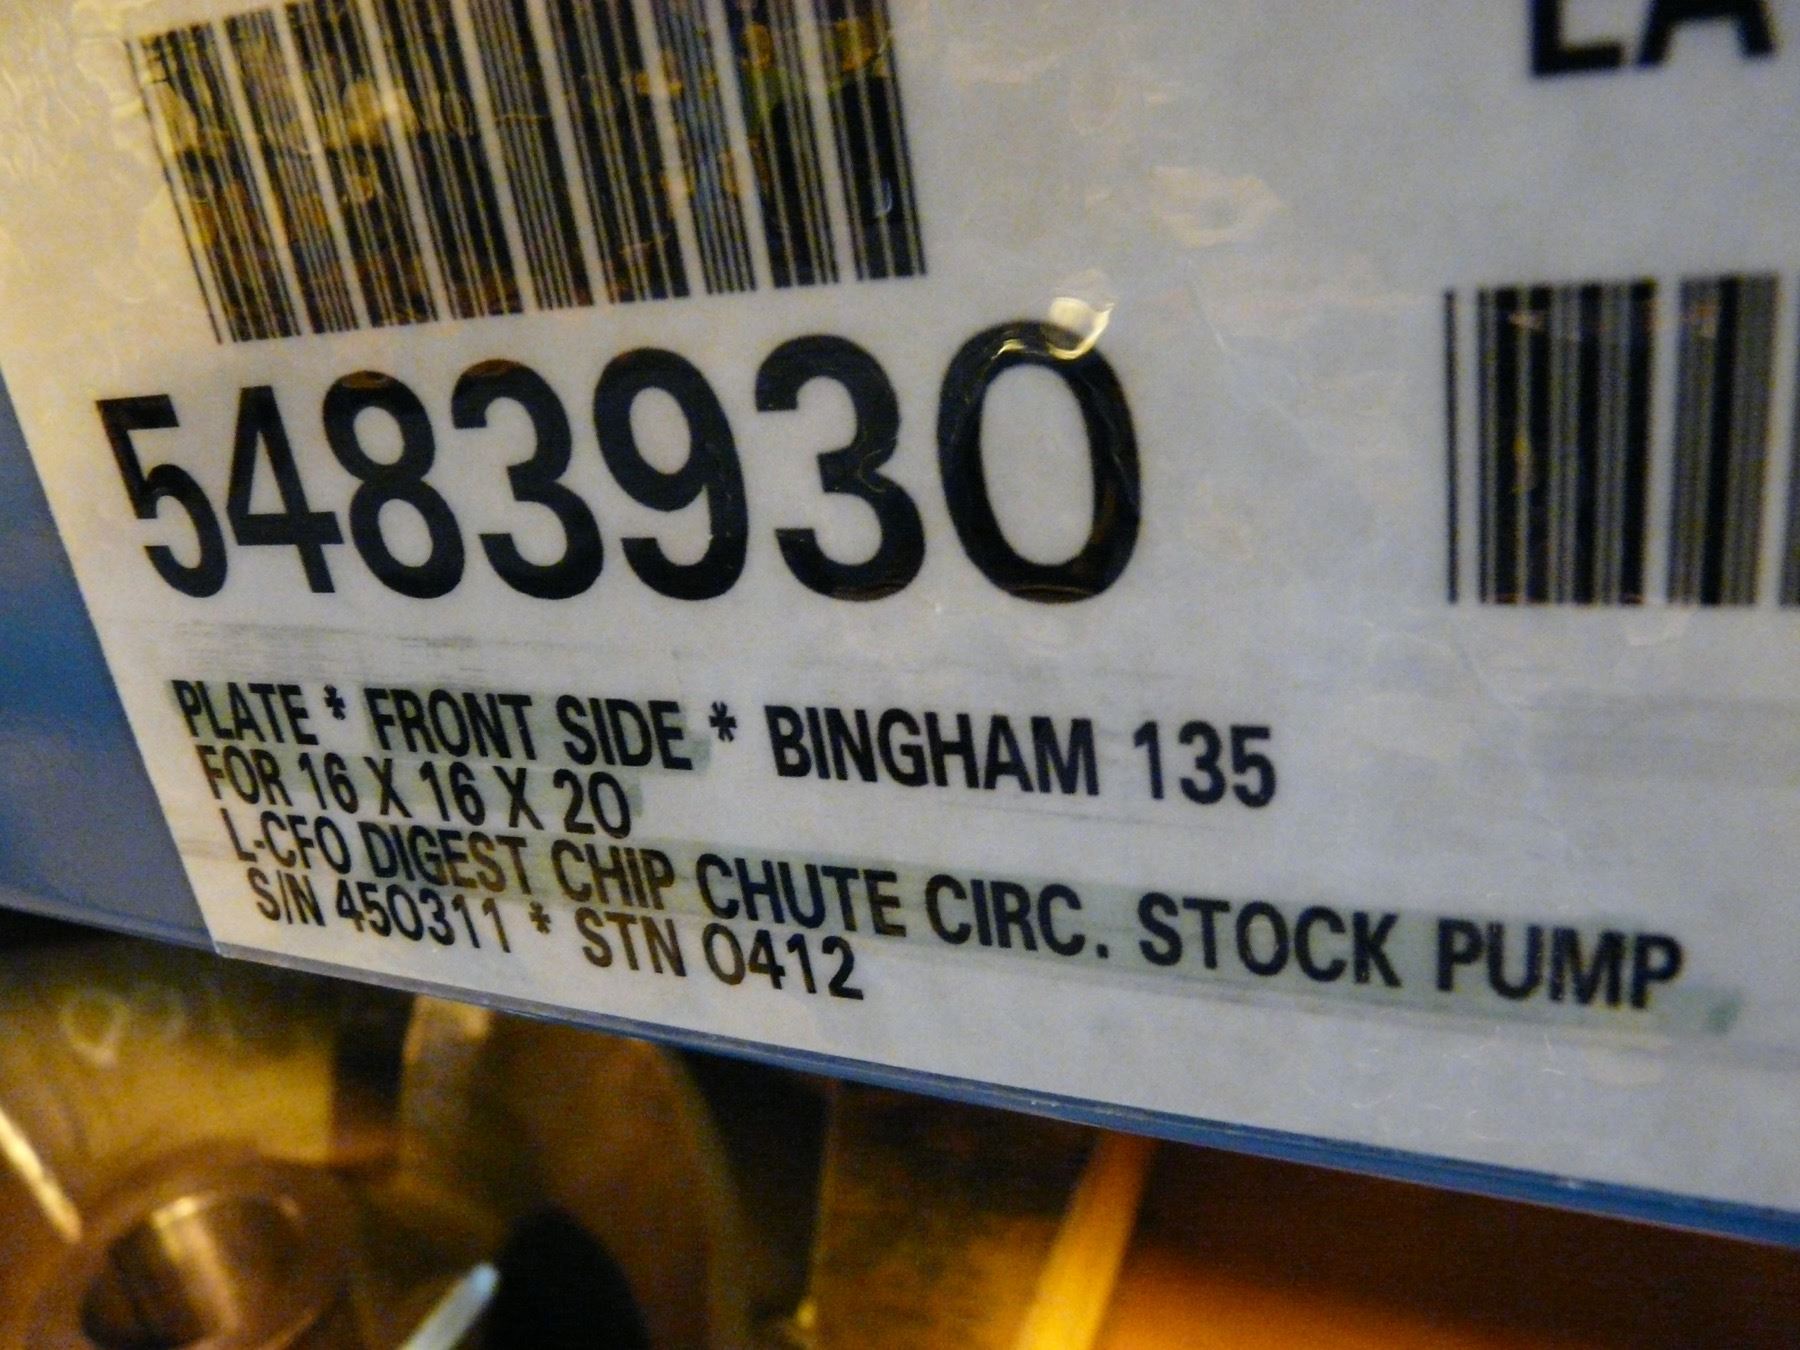 5483930
PLATE * FRONT SIDE * BINGHAM 135
FOR 16 X 16 X 20
L-CFO DIGEST CHIP CHUTE CIRC. STOCK PUMP
S/N 450311 * STN 0412